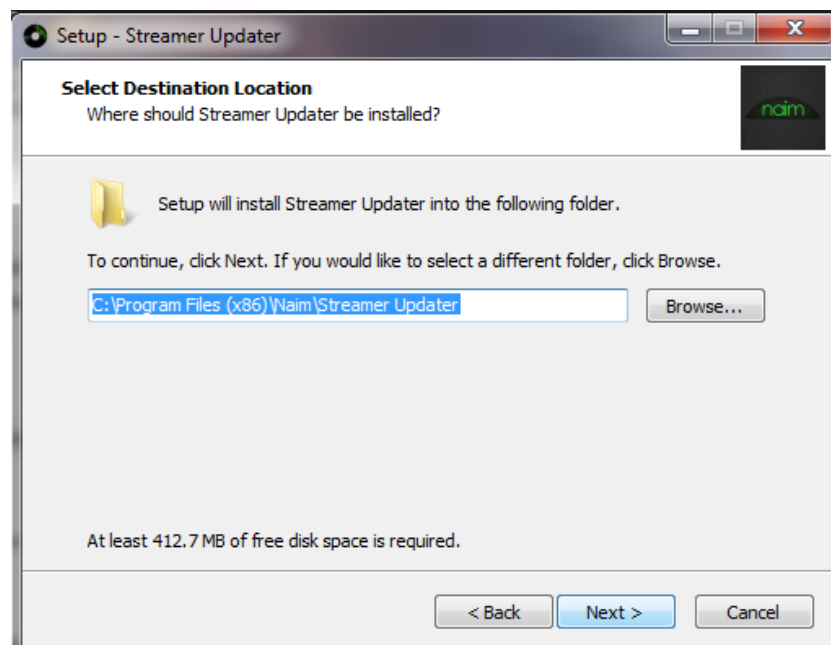 Setup - Streamer Updater
Select Destination Location
Where should Streamer Updater be installed?
naim
Setup will install Streamer Updater into the following folder.
To continue, click Next. If you would like to select a different folder, click Browse.
C:\Program Files (x86)\Naim\Streamer Updater
Browse...
At least 412.7 MB of free disk space is required.
< Back Next > Cancel